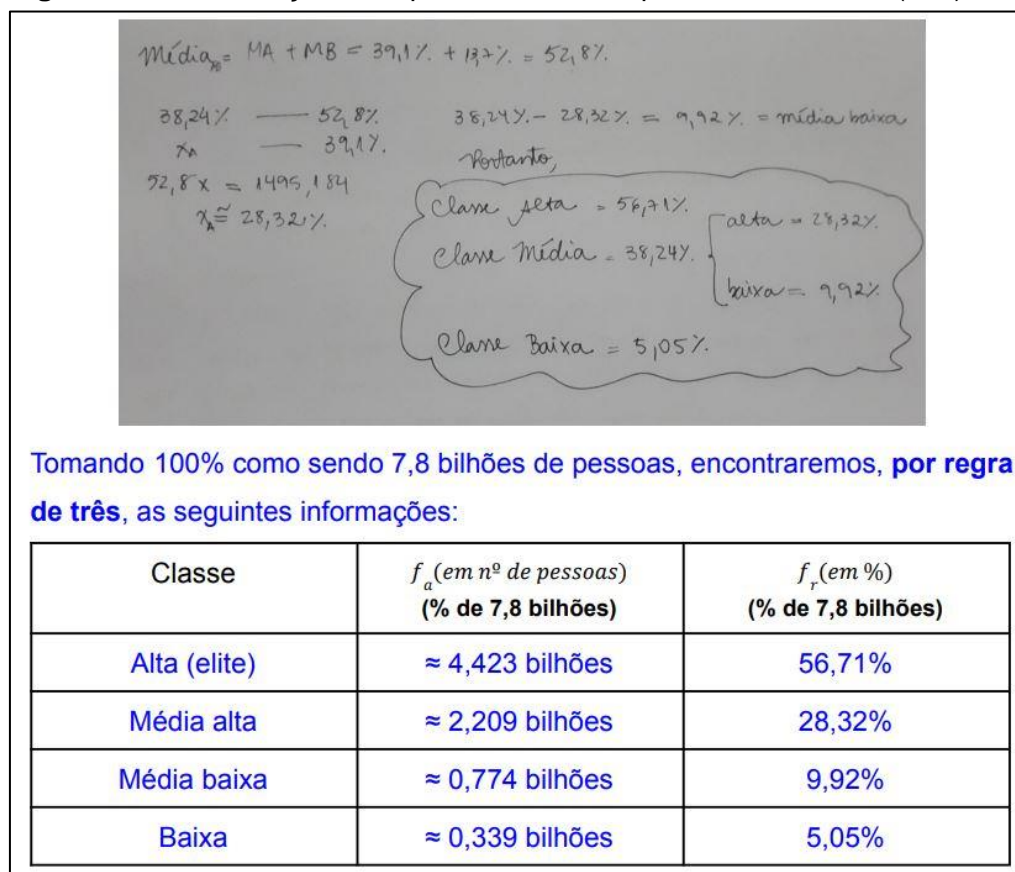 Média = MA + MB = 39,1%. + 13,7%. = 52,8%.
38,24% — 52,8%
x_A — 39,1%.
52,8x = 1495,184
x_A ≅ 28,32%.
38,24%. - 28,32%. = 9,92%. = média baixa
Portanto,
Classe Alta = 56,71%.
Classe Média = 38,24%.
alta = 28,32%.
baixa = 9,92%.
Classe Baixa = 5,05%.
Tomando 100% como sendo 7,8 bilhões de pessoas, encontraremos, por regra
de três, as seguintes informações:
Classe f_a(em nº de pessoas) f_r(em %)
(% de 7,8 bilhões) (% de 7,8 bilhões)
Alta (elite) ≈ 4,423 bilhões 56,71%
Média alta ≈ 2,209 bilhões 28,32%
Média baixa ≈ 0,774 bilhões 9,92%
Baixa ≈ 0,339 bilhões 5,05%